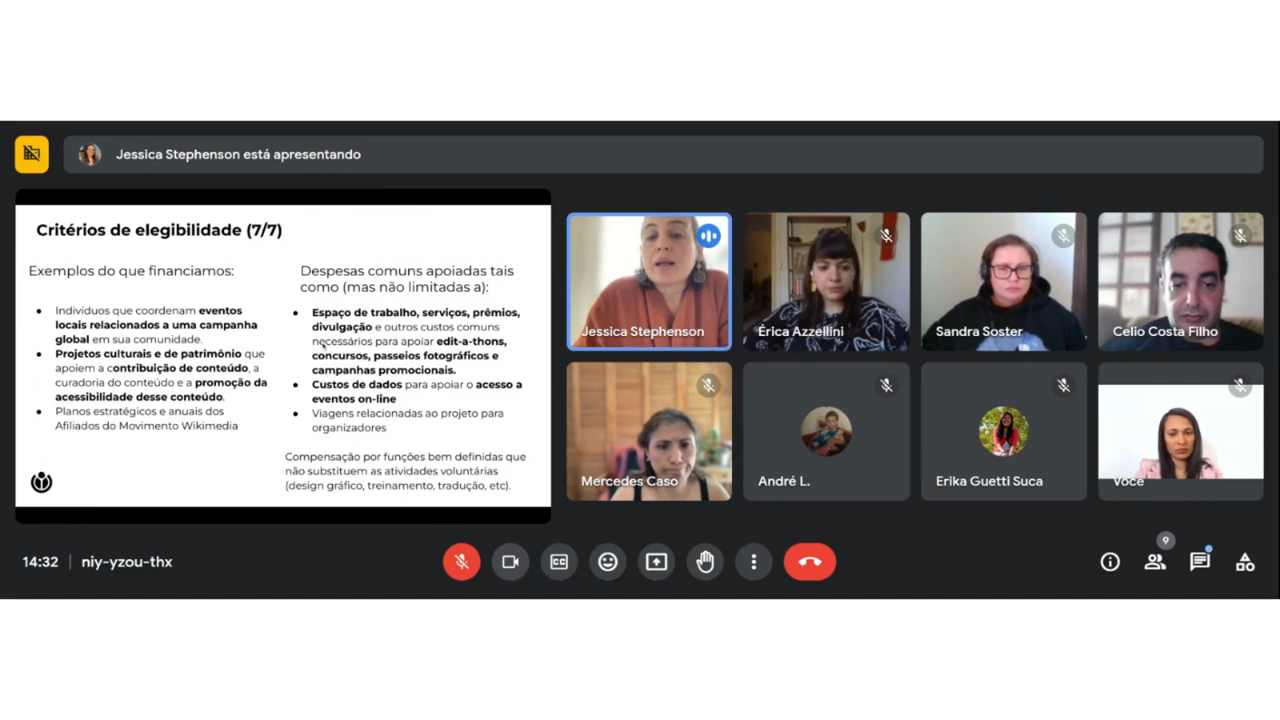 Jessica Stephenson está apresentando
Critérios de elegibilidade (7/7)
Exemplos do que financiamos:
• Indivíduos que coordenam eventos
locais relacionados a uma campanha
global em sua comunidade.
• Projetos culturais e de patrimônio que
apoiem a contribuição de conteúdo, a
curadoria do conteúdo e a promoção da
acessibilidade desse conteúdo.
• Planos estratégicos e anuais dos
Afiliados do Movimento Wikimedia
Despesas comuns apoiadas tais
como (mas não limitadas a):
• Espaço de trabalho, serviços, prêmios,
divulgação e outros custos comuns
necessários para apoiar edit-a-thons,
concursos, passeios fotográficos e
campanhas promocionais.
• Custos de dados para apoiar o acesso a
eventos on-line
• Viagens relacionadas ao projeto para
organizadores
Compensação por funções bem definidas que
não substituem as atividades voluntárias
(design gráfico, treinamento, tradução, etc).
Jessica Stephenson
Érica Azzellini
Sandra Soster
Celio Costa Filho
Mercedes Caso
André L.
Erika Guetti Suca
Você
14:32 | niy-yzou-thx
CC
9